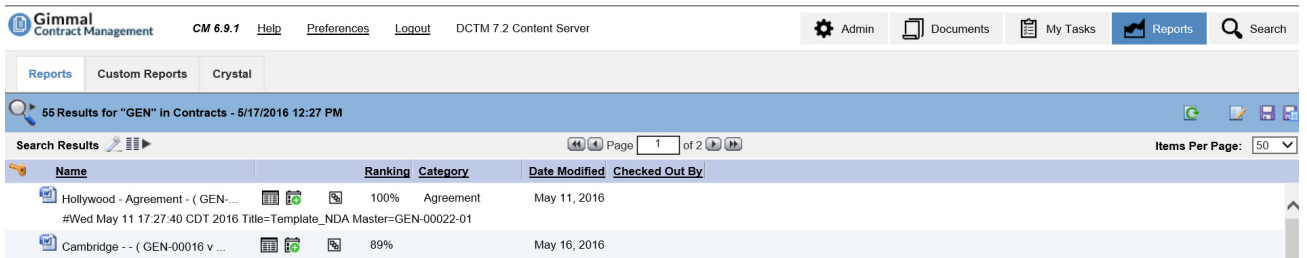 Gimmal
Contract Management CM 6.9.1 Help Preferences Logout DCTM 7.2 Content Server Admin Documents My Tasks Reports Search
Reports Custom Reports Crystal
55 Results for "GEN" in Contracts - 5/17/2016 12:27 PM
Search Results Page 1 of 2 Items Per Page: 50
Name Ranking Category Date Modified Checked Out By
Hollywood - Agreement - ( GEN-... 100% Agreement May 11, 2016
#Wed May 11 17:27:40 CDT 2016 Title=Template_NDA Master=GEN-00022-01
Cambridge - - ( GEN-00016 v ... 89% May 16, 2016